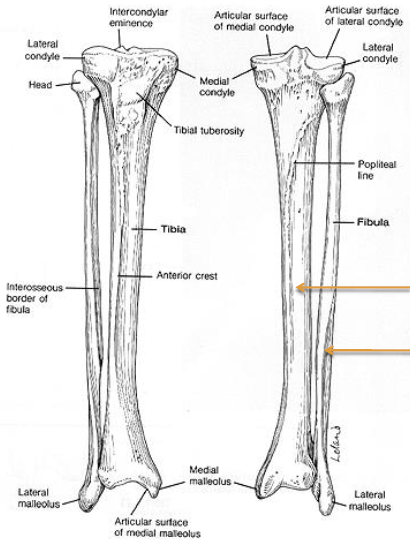 Intercondylar
eminence
Lateral
condyle
Head
Medial
condyle
Tibial tuberosity
Tibia
Anterior crest
Interosseous
border of
fibula
Lateral
malleolus
Medial
malleolus
Articular surface
of medial malleolus
Articular surface
of medial condyle
Articular surface
of lateral condyle
Lateral
condyle
Popliteal
line
Fibula
Leland
Lateral
malleolus